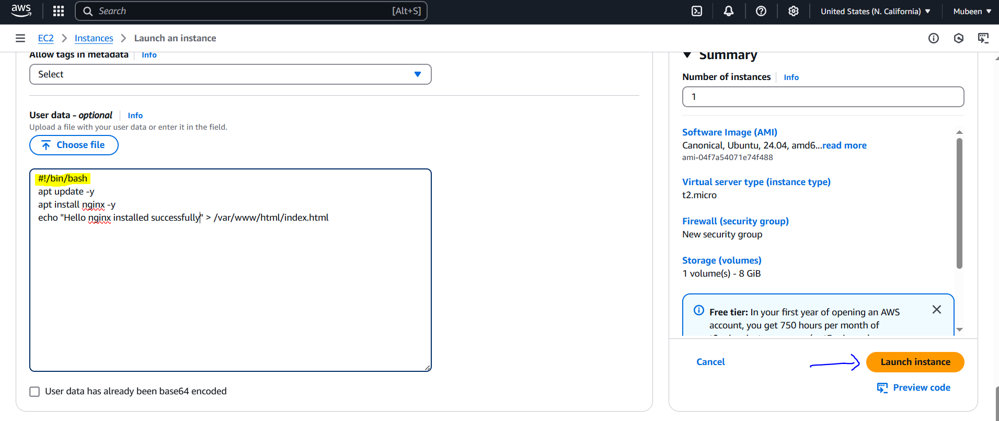 aws
Search [Alt+S]
United States (N. California)
Mubeen
EC2 > Instances > Launch an instance
Allow tags in metadata Info
Select
User data - optional Info
Upload a file with your user data or enter it in the field.
Choose file
#!/bin/bash
apt update -y
apt install nginx -y
echo "Hello nginx installed successfully" > /var/www/html/index.html
User data has already been base64 encoded
Summary
Number of instances Info
1
Software Image (AMI)
Canonical, Ubuntu, 24.04, amd6...read more
ami-04f7a54071e74f488
Virtual server type (instance type)
t2.micro
Firewall (security group)
New security group
Storage (volumes)
1 volume(s) - 8 GiB
Free tier: In your first year of opening an AWS
account, you get 750 hours per month of
Cancel
Launch instance
Preview code